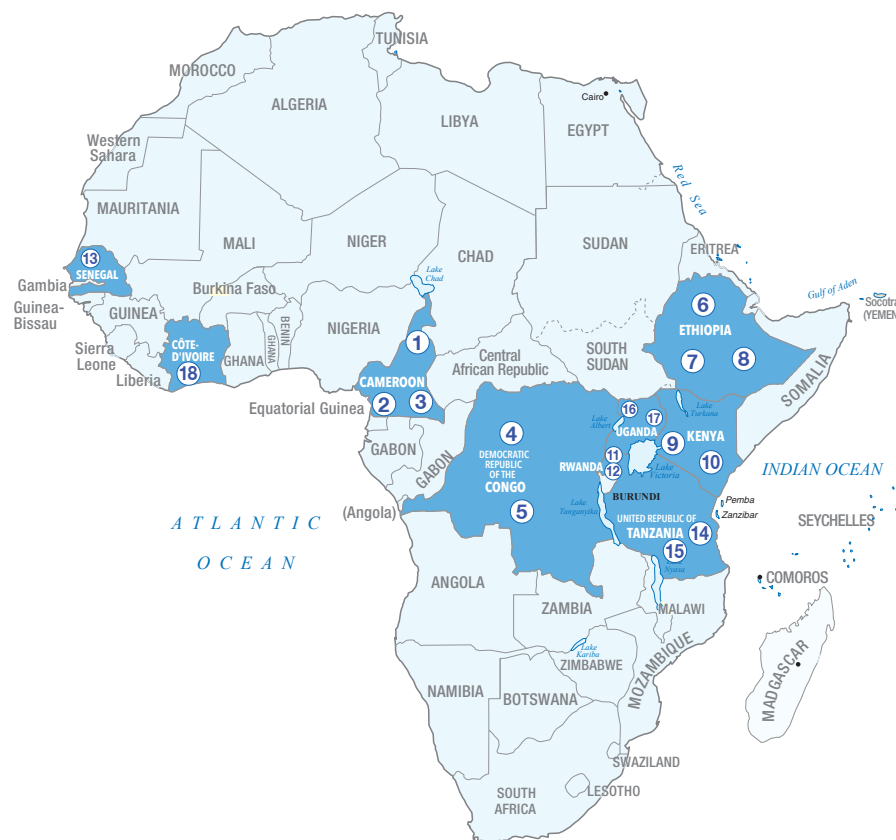 TUNISIA
MOROCCO
ALGERIA
LIBYA
Cairo
EGYPT
Western
Sahara
Red Sea
MAURITANIA
MALI
NIGER
CHAD
SUDAN
ERITREA
13
SENEGAL
Lake
Chad
Gambia
Guinea-
Bissau
Burkina Faso
GUINEA
BENIN
NIGERIA
Gulf of Aden
Socotra
(YEMEN
6
ETHIOPIA
7
8
Sierra
Leone
Liberia
CÔTE-
D'IVOIRE
18
GHANA
GHANA
1
CAMEROON
2
3
Central
African Republic
SOUTH
SUDAN
SOMALIA
Equatorial Guinea
GABON
GABON
4
DEMOCRATIC
REPUBLIC
OF THE
CONGO
5
16
17
Lake
Albert
UGANDA
Lake
Turkana
KENYA
9
10
11
RWANDA
12
Lake
Victoria
INDIAN OCEAN
BURUNDI
Lake
Tanganyika
Pemba
Zanzibar
SEYCHELLES
(Angola)
UNITED REPUBLIC OF
TANZANIA
14
15
Nyasa
ATLANTIC
OCEAN
COMOROS
ANGOLA
ZAMBIA
MALAWI
Lake
Kariba
ZIMBABWE
MOZAMBIQUE
MADAGASCAR
NAMIBIA
BOTSWANA
SWAZILAND
LESOTHO
SOUTH
AFRICA